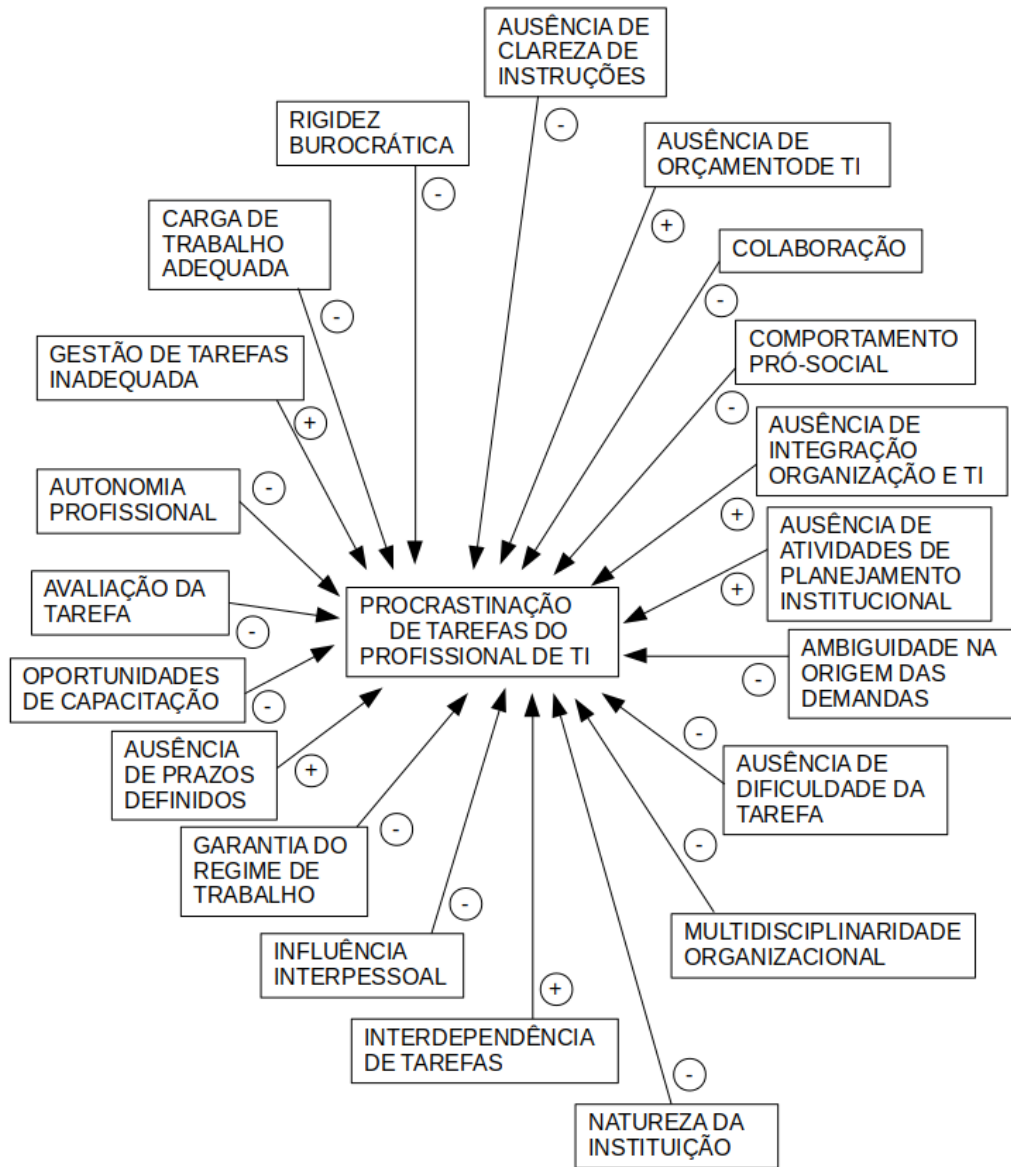 AUSÊNCIA DE
CLAREZA DE
INSTRUÇÕES
-
RIGIDEZ
BUROCRÁTICA
-
AUSÊNCIA DE
ORÇAMENTODE TI
+
CARGA DE
TRABALHO
ADEQUADA
-
COLABORAÇÃO
-
GESTÃO DE TAREFAS
INADEQUADA
+
COMPORTAMENTO
PRÓ-SOCIAL
-
AUSÊNCIA DE
INTEGRAÇÃO
ORGANIZAÇÃO E TI
+
AUTONOMIA
PROFISSIONAL
-
AUSÊNCIA DE
ATIVIDADES DE
PLANEJAMENTO
INSTITUCIONAL
+
AVALIAÇÃO DA
TAREFA
-
PROCRASTINAÇÃO
DE TAREFAS DO
PROFISSIONAL DE TI
AMBIGUIDADE NA
ORIGEM DAS
DEMANDAS
-
OPORTUNIDADES
DE CAPACITAÇÃO
-
AUSÊNCIA
DE PRAZOS
DEFINIDOS
+
AUSÊNCIA DE
DIFICULDADE DA
TAREFA
-
GARANTIA DO
REGIME DE
TRABALHO
-
MULTIDISCIPLINARIDADE
ORGANIZACIONAL
-
INFLUÊNCIA
INTERPESSOAL
-
INTERDEPENDÊNCIA
DE TAREFAS
+
NATUREZA DA
INSTITUIÇÃO
-